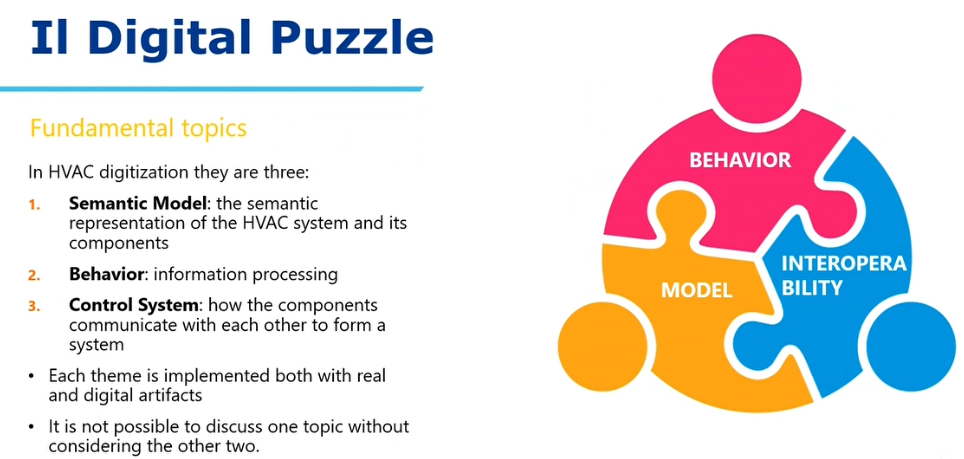 Il Digital Puzzle
Fundamental topics
In HVAC digitization they are three:
1. Semantic Model: the semantic
representation of the HVAC system and its
components
2. Behavior: information processing
3. Control System: how the components
communicate with each other to form a
system
• Each theme is implemented both with real
and digital artifacts
• It is not possible to discuss one topic without
considering the other two.
BEHAVIOR
INTEROPERA
BILITY
MODEL